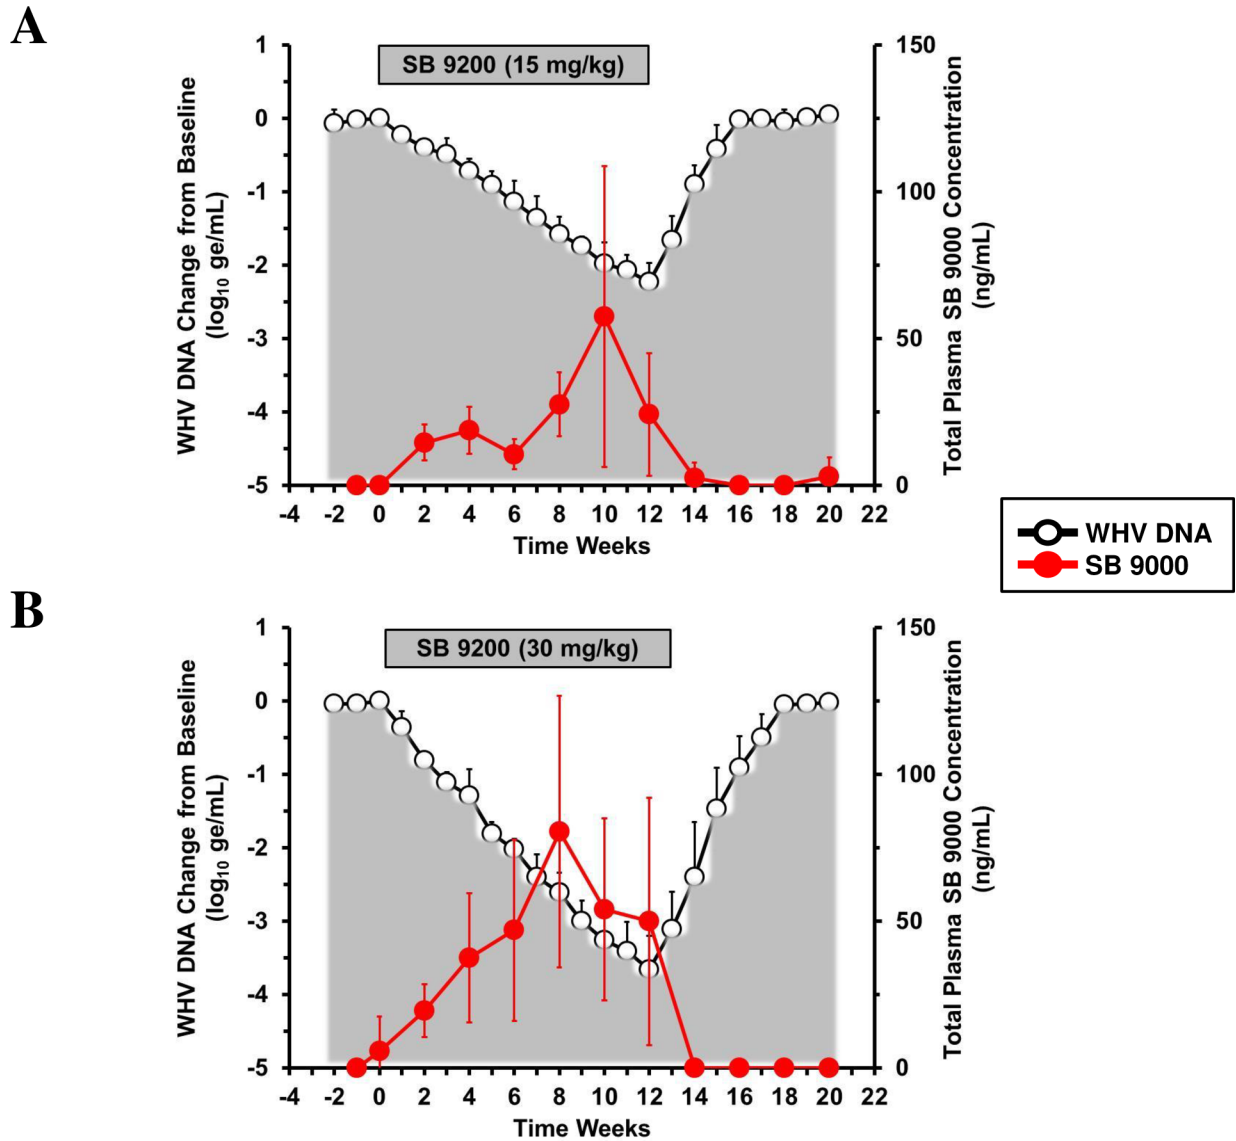 A
SB 9200 (15 mg/kg)
WHV DNA Change from Baseline
(log10 ge/mL)
1
0
-1
-2
-3
-4
-5
150
100
50
0
Total Plasma SB 9000 Concentration
(ng/mL)
-4 -2 0 2 4 6 8 10 12 14 16 18 20 22
Time Weeks
WHV DNA
SB 9000
B
SB 9200 (30 mg/kg)
WHV DNA Change from Baseline
(log10 ge/mL)
1
0
-1
-2
-3
-4
-5
150
100
50
0
Total Plasma SB 9000 Concentration
(ng/mL)
-4 -2 0 2 4 6 8 10 12 14 16 18 20 22
Time Weeks